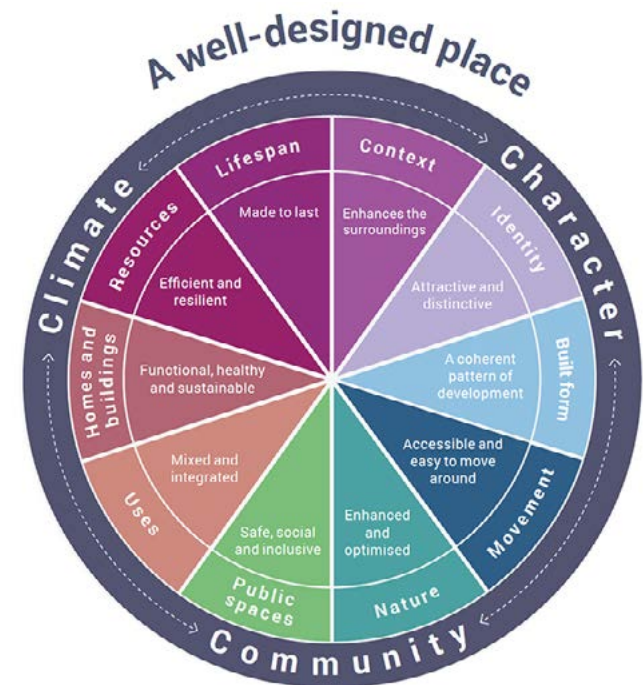 A well-designed place
Climate
Character
Community
Context
Enhances the
surroundings
Identity
Attractive and
distinctive
Built form
A coherent
pattern of
development
Movement
Accessible and
easy to move
around
Nature
Enhanced
and
optimised
Public
spaces
Safe, social
and inclusive
Uses
Mixed and
integrated
Homes and
buildings
Functional, healthy
and sustainable
Resources
Efficient and
resilient
Lifespan
Made to last